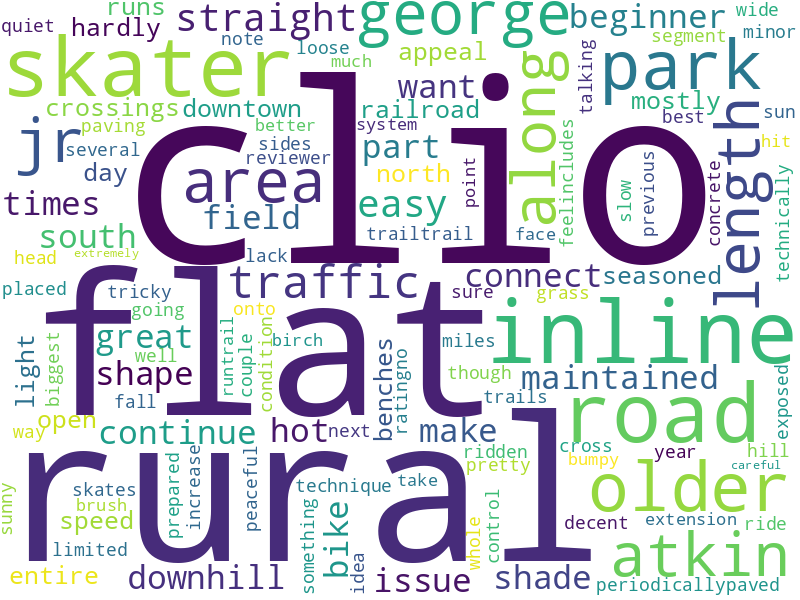 runs
george
beginner
wide
quiet
hardly
straight
minor
note
loose
appeal
segment
skater
much
want
talking
park
crossings
downtown
railroad
mostly
clio
paving
better
system
best
sun
jr
several
sides
part
along
length
hit
day
area
reviewer
north
point
times
field
easy
feelincludes
slow
previous
concrete
technically
south
trailtrail
face
head
extremely
lack
placed
tricky
traffic
connect
seasoned
flat
going
onto
sure
grass
great
well
birch
miles
inline
light
biggest
shape
runtrail
couple
condition
though
maintained
fall
benches
ratingno
trails
open
way
continue
hot
next
make
road
exposed
rural
ridden
cross
year
hill
pretty
bumpy
careful
sunny
skates
prepared
increase
peaceful
technique
take
older
brush
speed
control
decent
extension
ride
limited
something
bike
idea
whole
atkin
entire
downhill
issue
shade
periodicallypaved